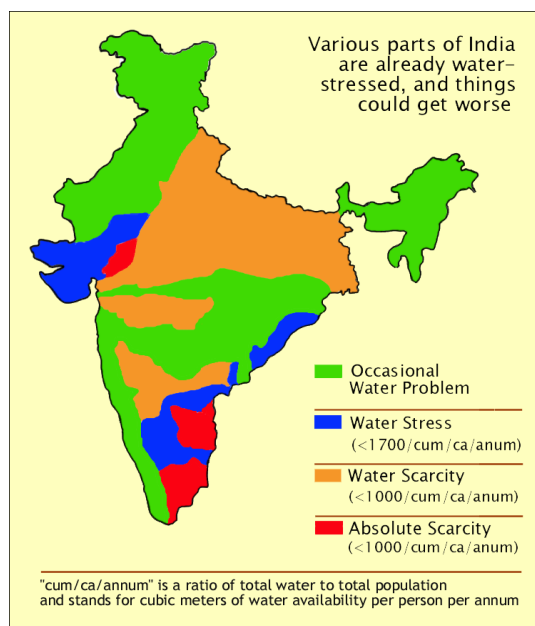 Various parts of India
are already water-
stressed, and things
could get worse
Occasional
Water Problem
Water Stress
(<1700/cum/ca/anum)
Water Scarcity
(<1000/cum/ca/anum)
Absolute Scarcity
(<1000/cum/ca/anum)
"cum/ca/annum" is a ratio of total water to total population
and stands for cubic meters of water availability per person per annum